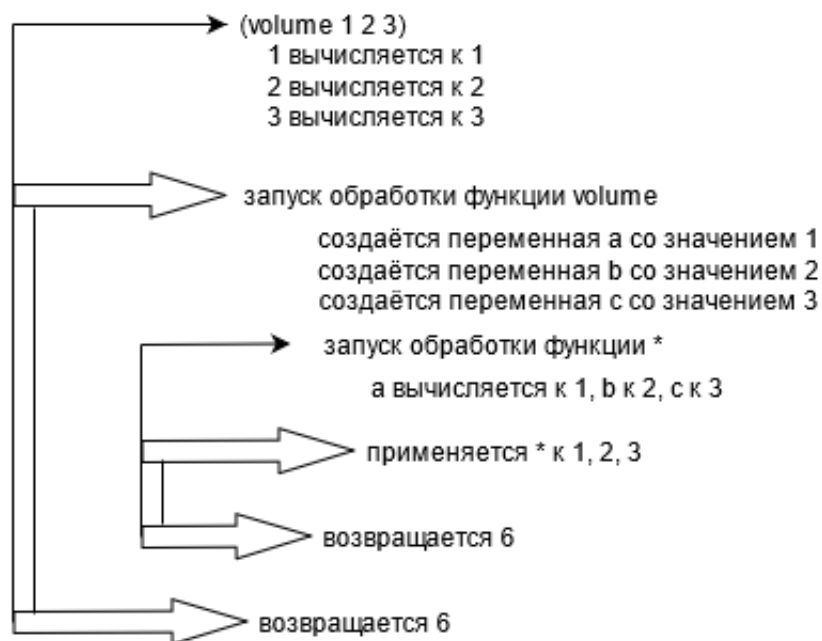 (volume 1 2 3)
1 вычисляется к 1
2 вычисляется к 2
3 вычисляется к 3
запуск обработки функции volume
создаётся переменная a со значением 1
создаётся переменная b со значением 2
создаётся переменная c со значением 3
запуск обработки функции *
a вычисляется к 1, b к 2, c к 3
применяется * к 1, 2, 3
возвращается 6
возвращается 6